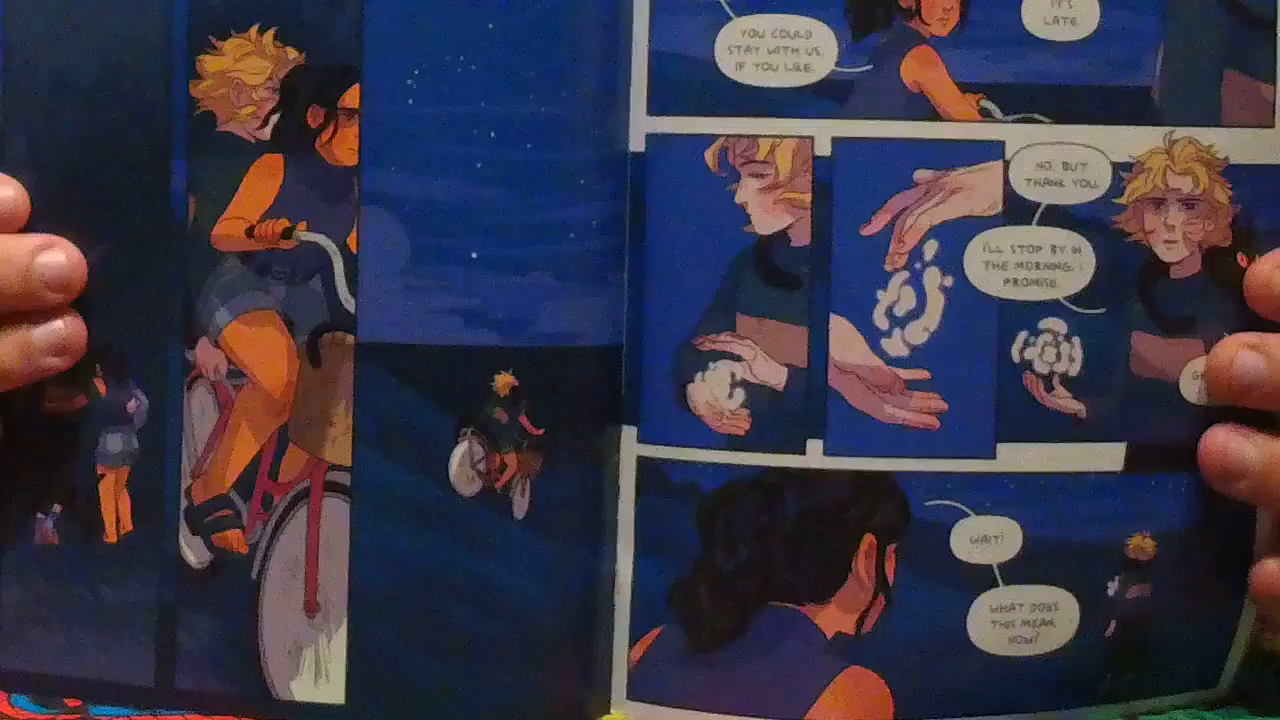 YOU COULD
STAY WITH US,
IF YOU LIKE.
IT'S
LATE.
NO, BUT
THANK YOU.
I'LL STOP BY IN
THE MORNING, I
PROMISE.
WAIT!
WHAT DOES
THIS MEAN,
NOW?